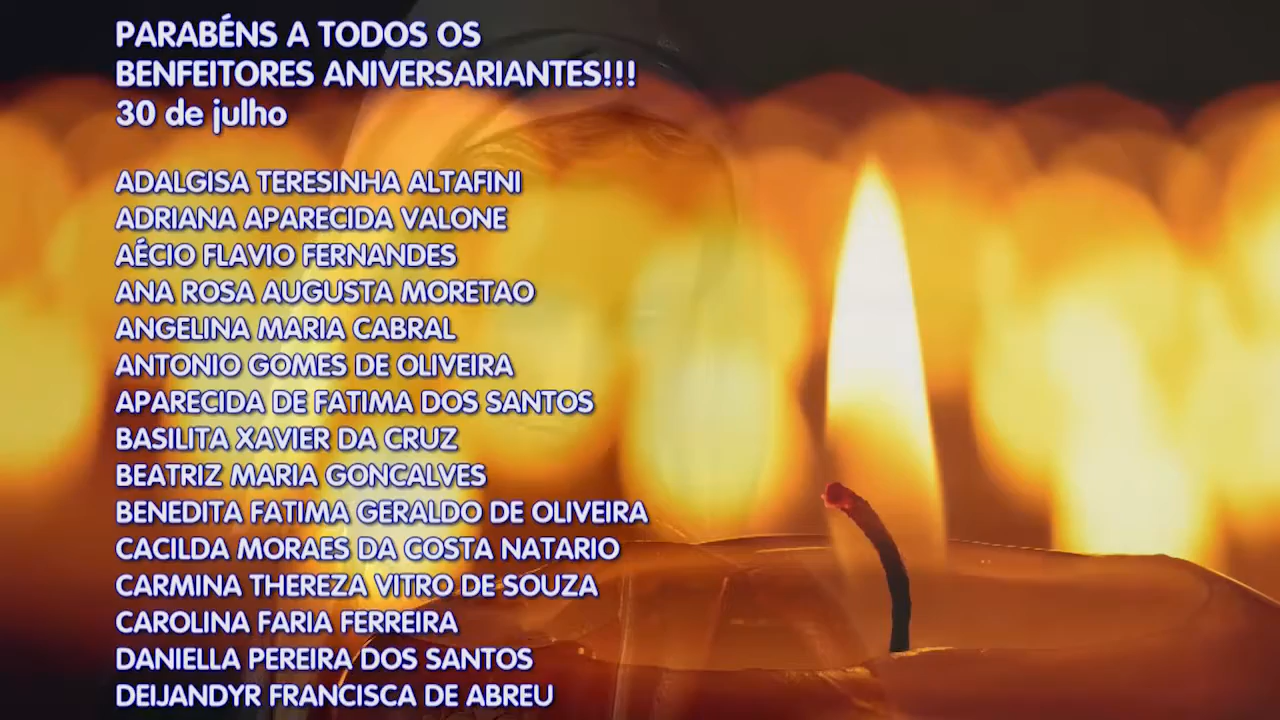 PARABÉNS A TODOS OS
BENFEITORES ANIVERSARIANTES!!!
30 de julho
ADALGISA TERESINHA ALTAFINI
ADRIANA APARECIDA VALONE
AÉCIO FLAVIO FERNANDES
ANA ROSA AUGUSTA MORETAO
ANGELINA MARIA CABRAL
ANTONIO GOMES DE OLIVEIRA
APARECIDA DE FATIMA DOS SANTOS
BASILITA XAVIER DA CRUZ
BEATRIZ MARIA GONCALVES
BENEDITA FATIMA GERALDO DE OLIVEIRA
CACILDA MORAES DA COSTA NATARIO
CARMINA THEREZA VITRO DE SOUZA
CAROLINA FARIA FERREIRA
DANIELLA PEREIRA DOS SANTOS
DEIJANDYR FRANCISCA DE ABREU